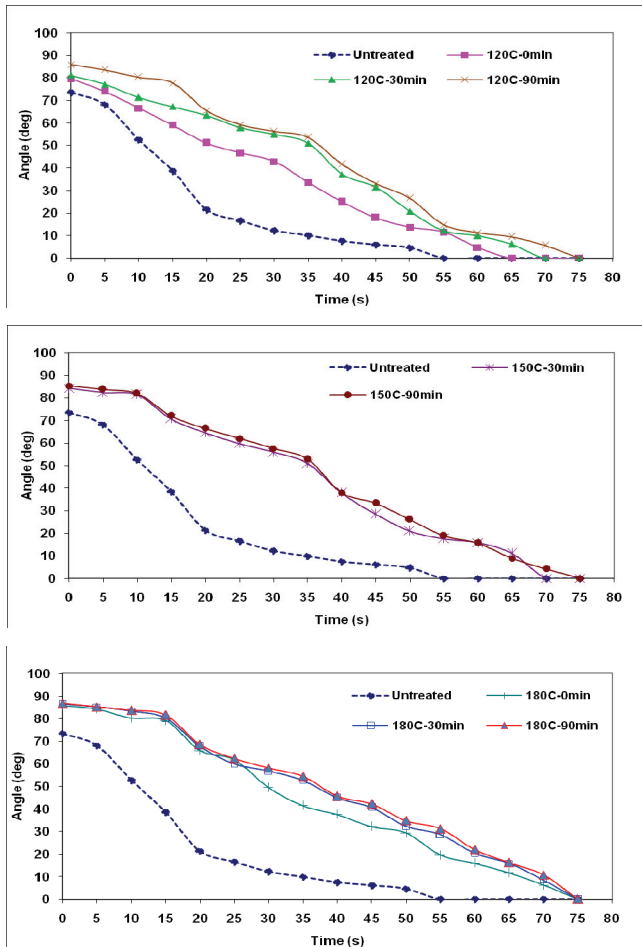 Untreated 120C-0min
120C-30min 120C-90min
Angle (deg)
100
90
80
70
60
50
40
30
20
10
0
0 5 10 15 20 25 30 35 40 45 50 55 60 65 70 75 80
Time (s)
Untreated 150C-30min
150C-90min
Angle (deg)
100
90
80
70
60
50
40
30
20
10
0
0 5 10 15 20 25 30 35 40 45 50 55 60 65 70 75 80
Time (s)
Untreated 180C-0min
180C-30min 180C-90min
Angle (deg)
100
90
80
70
60
50
40
30
20
10
0
0 5 10 15 20 25 30 35 40 45 50 55 60 65 70 75 80
Time (s)